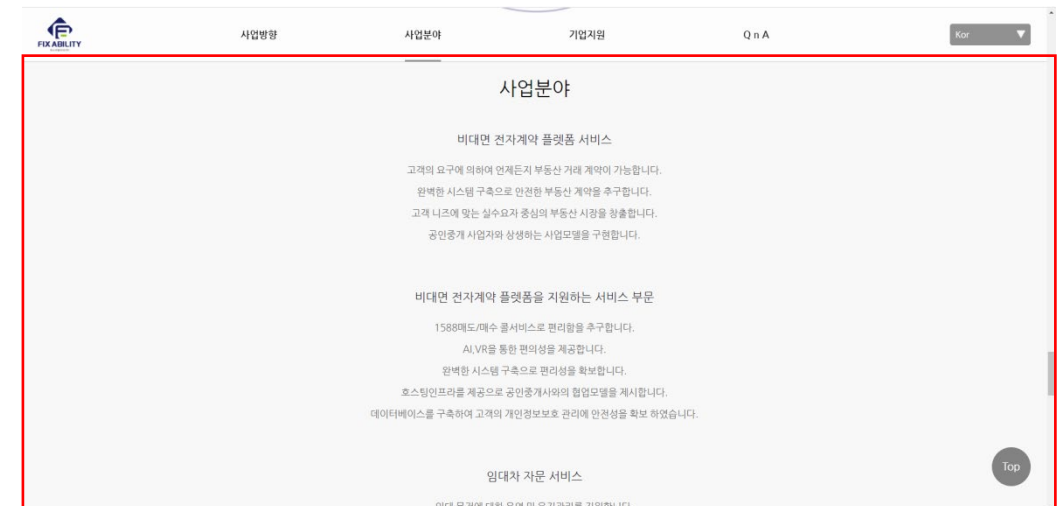 FIXABILITY
사업방향
사업분야
기업지원
Q n A
Kor
사업분야
비대면 전자계약 플렛폼 서비스
고객의 요구에 의하여 언제든지 부동산 거래 계약이 가능합니다.
완벽한 시스템 구축으로 안전한 부동산 계약을 추구합니다.
고객 니즈에 맞는 실수요자 중심의 부동산 시장을 창출합니다.
공인중개 사업자와 상생하는 사업모델을 구현합니다.
비대면 전자계약 플렛폼을 지원하는 서비스 부문
1588매도/매수 콜서비스로 편리함을 추구합니다.
AI,VR을 통한 편의성을 제공합니다.
완벽한 시스템 구축으로 편리성을 확보합니다.
호스팅인프라를 제공으로 공인중개사와의 협업모델을 제시합니다.
데이터베이스를 구축하여 고객의 개인정보보호 관리에 안전성을 확보 하였습니다.
Top
임대차 자문 서비스